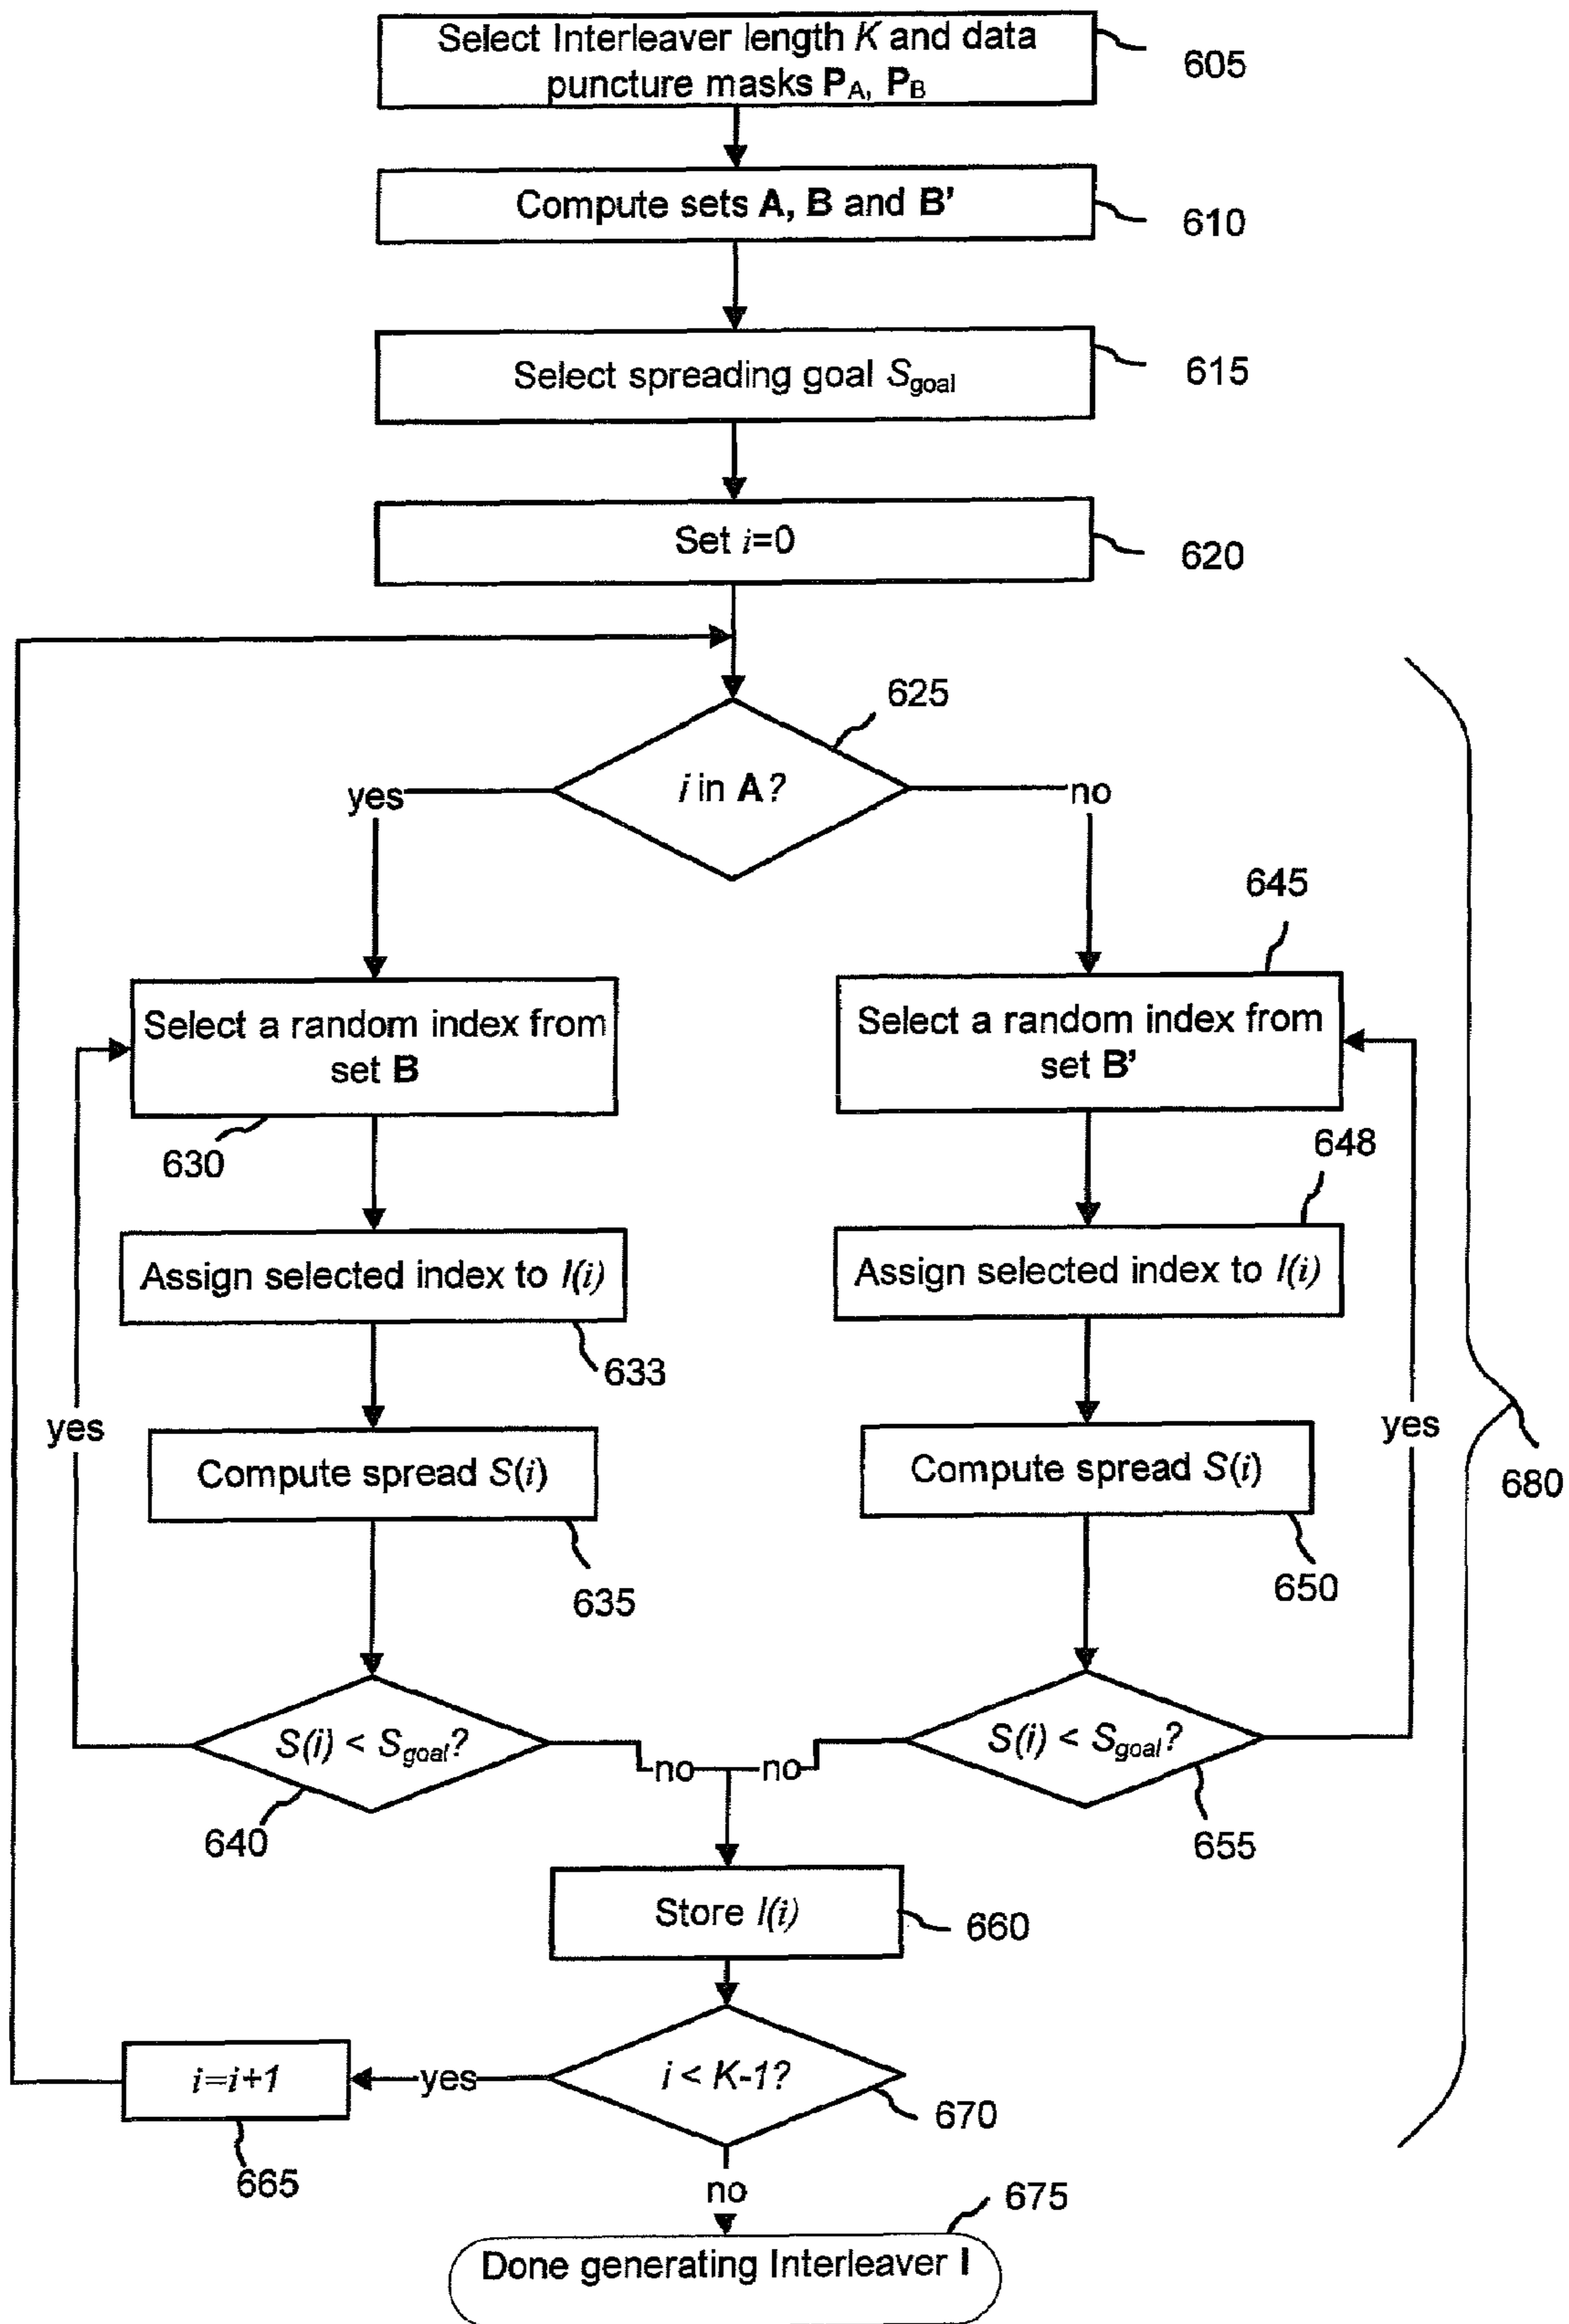 Select Interleaver length K and data
puncture masks PA, PB
605
Compute sets A, B and B'
610
Select spreading goal Sgoal
615
Set i=0
620
625
i in A?
yes
no
645
Select a random index from
set B
630
Select a random index from
set B'
648
Assign selected index to I(i)
633
Assign selected index to I(i)
yes
yes
680
Compute spread S(i)
635
Compute spread S(i)
650
S(i) < Sgoal?
640
no
no
S(i) < Sgoal?
655
Store I(i)
660
i=i+1
665
yes
i < K-1?
670
no
675
Done generating Interleaver I